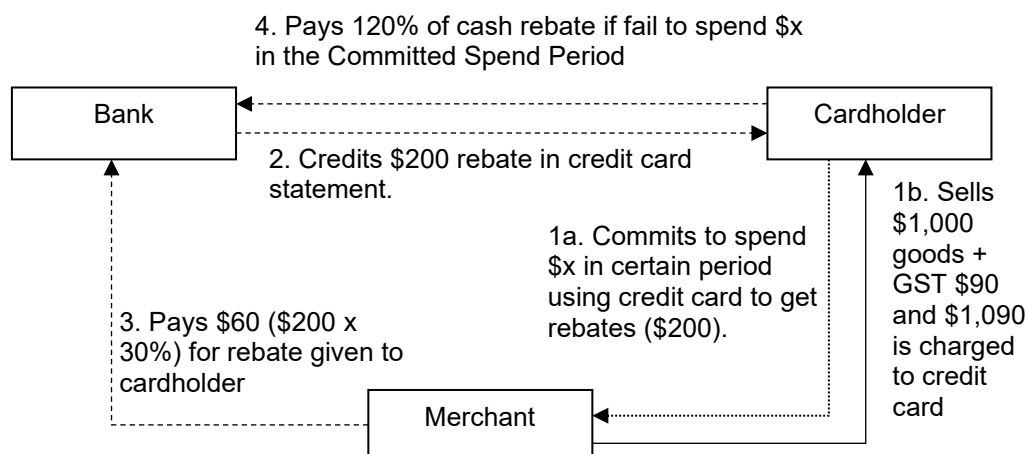 4. Pays 120% of cash rebate if fail to spend $x
in the Committed Spend Period
Bank
Cardholder
2. Credits $200 rebate in credit card
statement.
1a. Commits to spend
$x in certain period
using credit card to get
rebates ($200).
1b. Sells
$1,000
goods +
GST $90
and $1,090
is charged
to credit
card
3. Pays $60 ($200 x
30%) for rebate given to
cardholder
Merchant